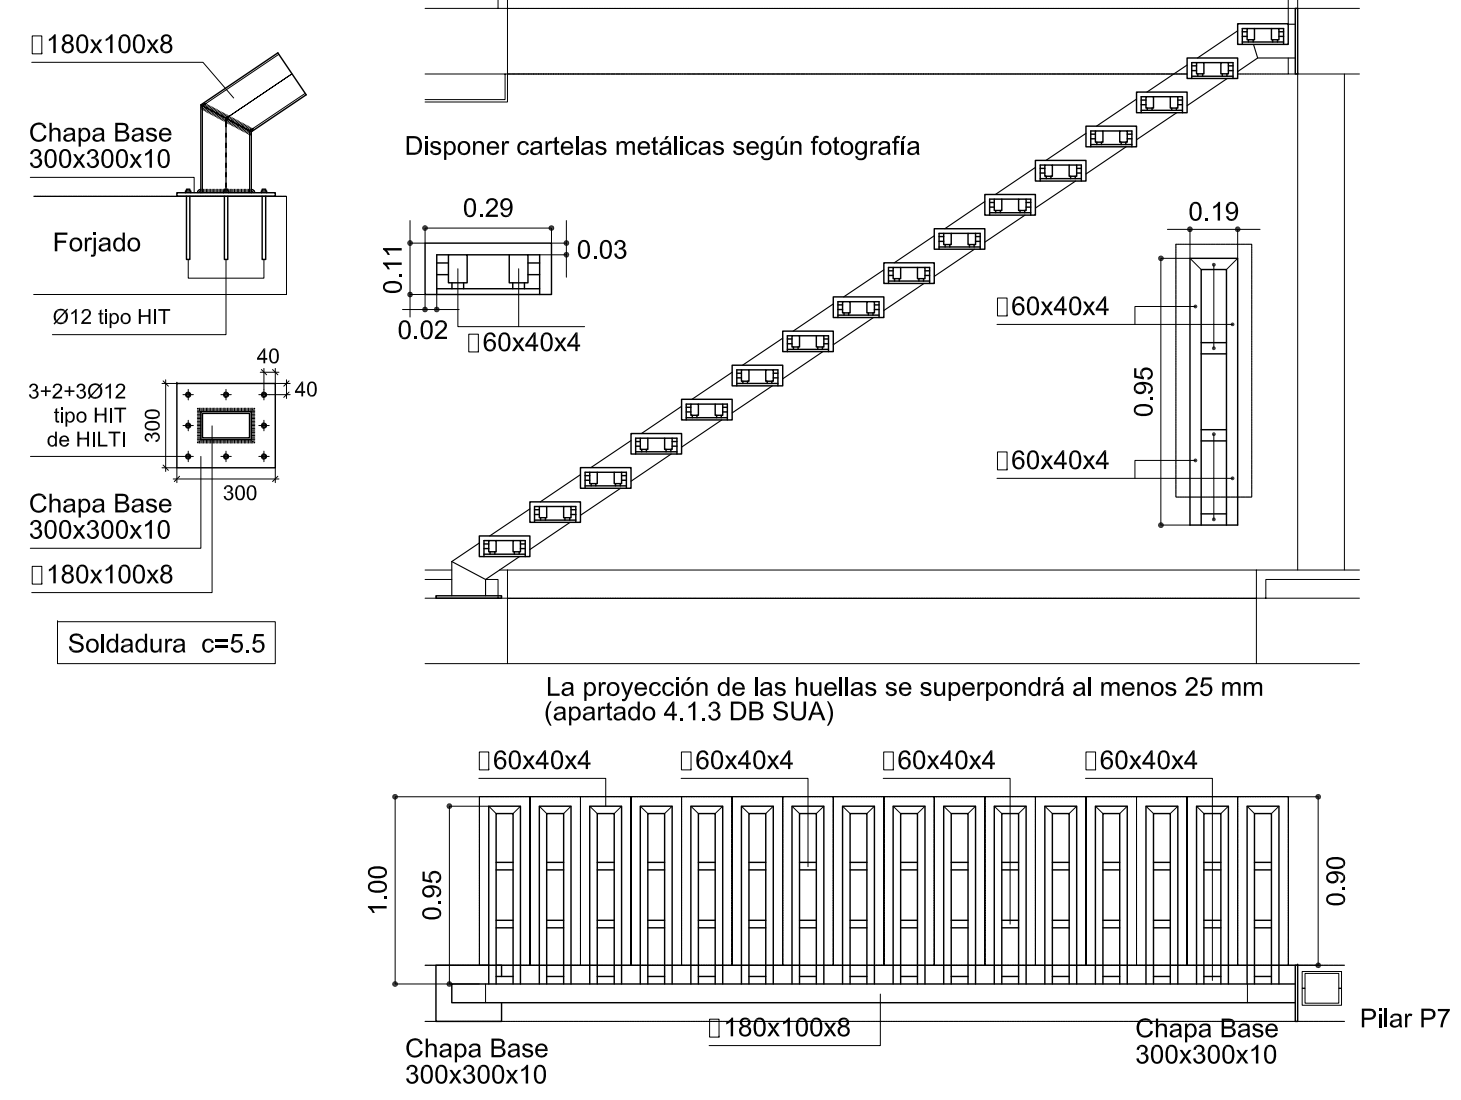 ▯180x100x8
Chapa Base
300x300x10
Forjado
Ø12 tipo HIT
40
40
3+2+3Ø12
tipo HIT
de HILTI
300
300
Chapa Base
300x300x10
▯180x100x8
Soldadura c=5.5
Disponer cartelas metálicas según fotografía
0.29
0.03
0.11
0.02
▯60x40x4
0.19
▯60x40x4
0.95
▯60x40x4
La proyección de las huellas se superpondrá al menos 25 mm
(apartado 4.1.3 DB SUA)
▯60x40x4
▯60x40x4
▯60x40x4
▯60x40x4
1.00
0.95
0.90
▯180x100x8
Chapa Base
300x300x10
Chapa Base
300x300x10
Pilar P7